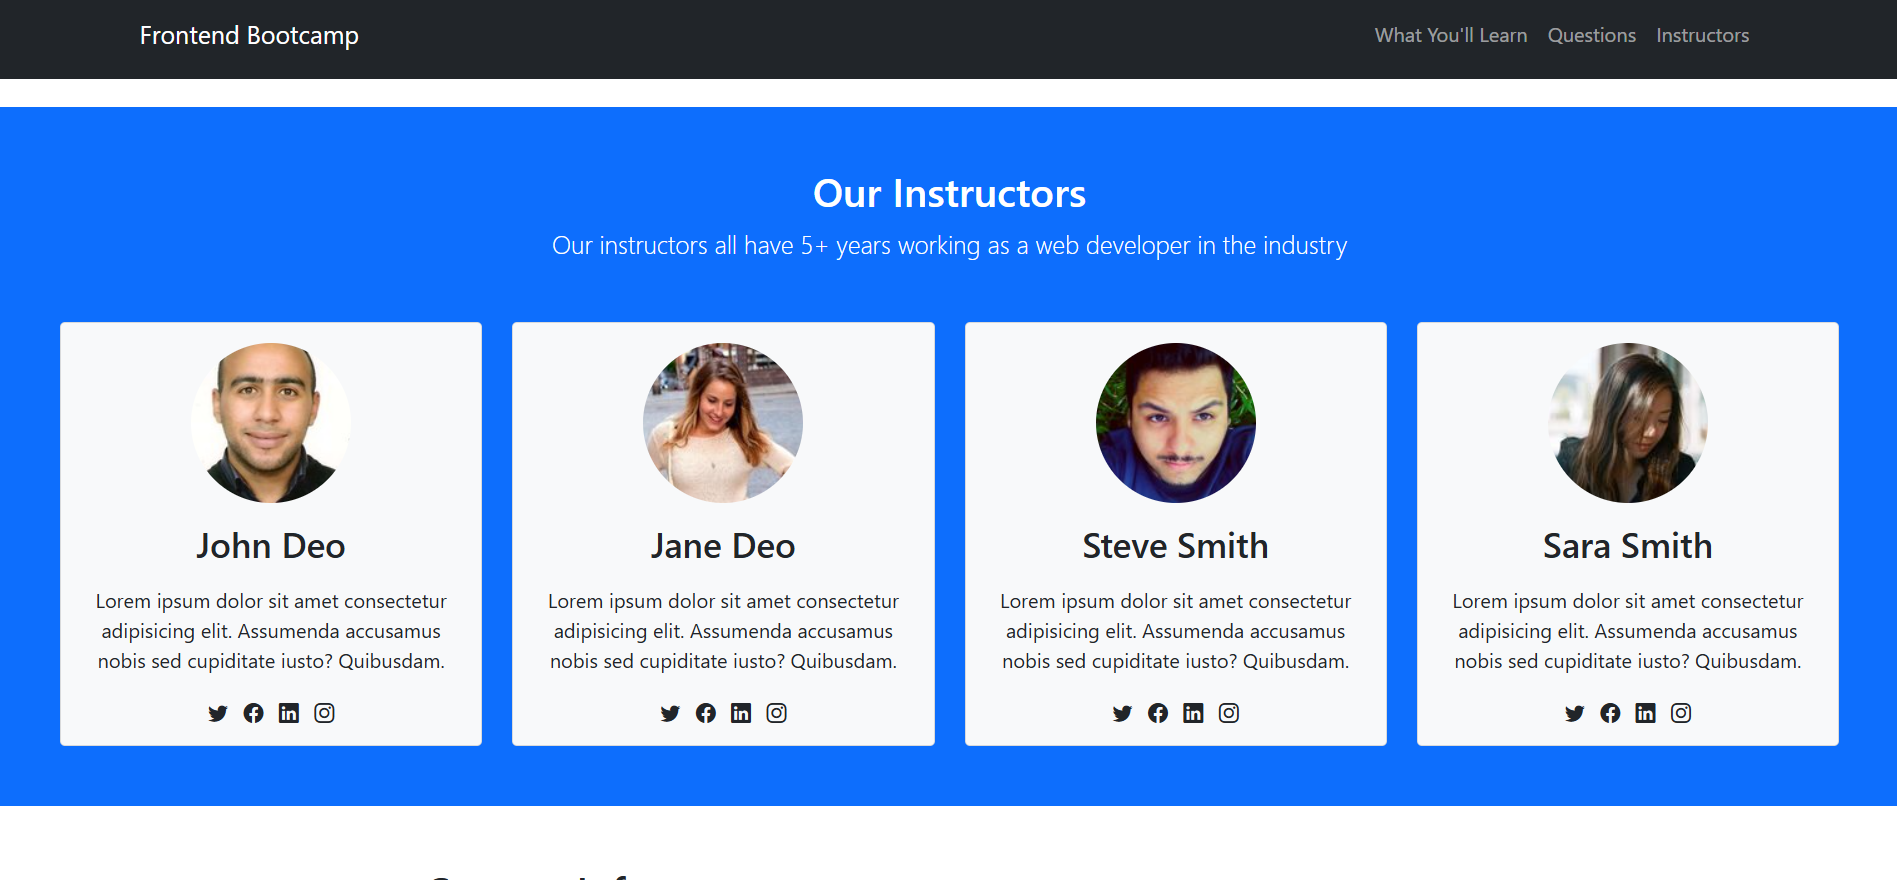 Frontend Bootcamp
What You'll Learn Questions Instructors
Our Instructors
Our instructors all have 5+ years working as a web developer in the industry
John Deo
Lorem ipsum dolor sit amet consectetur
adipisicing elit. Assumenda accusamus
nobis sed cupiditate iusto? Quibusdam.
Jane Deo
Lorem ipsum dolor sit amet consectetur
adipisicing elit. Assumenda accusamus
nobis sed cupiditate iusto? Quibusdam.
Steve Smith
Lorem ipsum dolor sit amet consectetur
adipisicing elit. Assumenda accusamus
nobis sed cupiditate iusto? Quibusdam.
Sara Smith
Lorem ipsum dolor sit amet consectetur
adipisicing elit. Assumenda accusamus
nobis sed cupiditate iusto? Quibusdam.